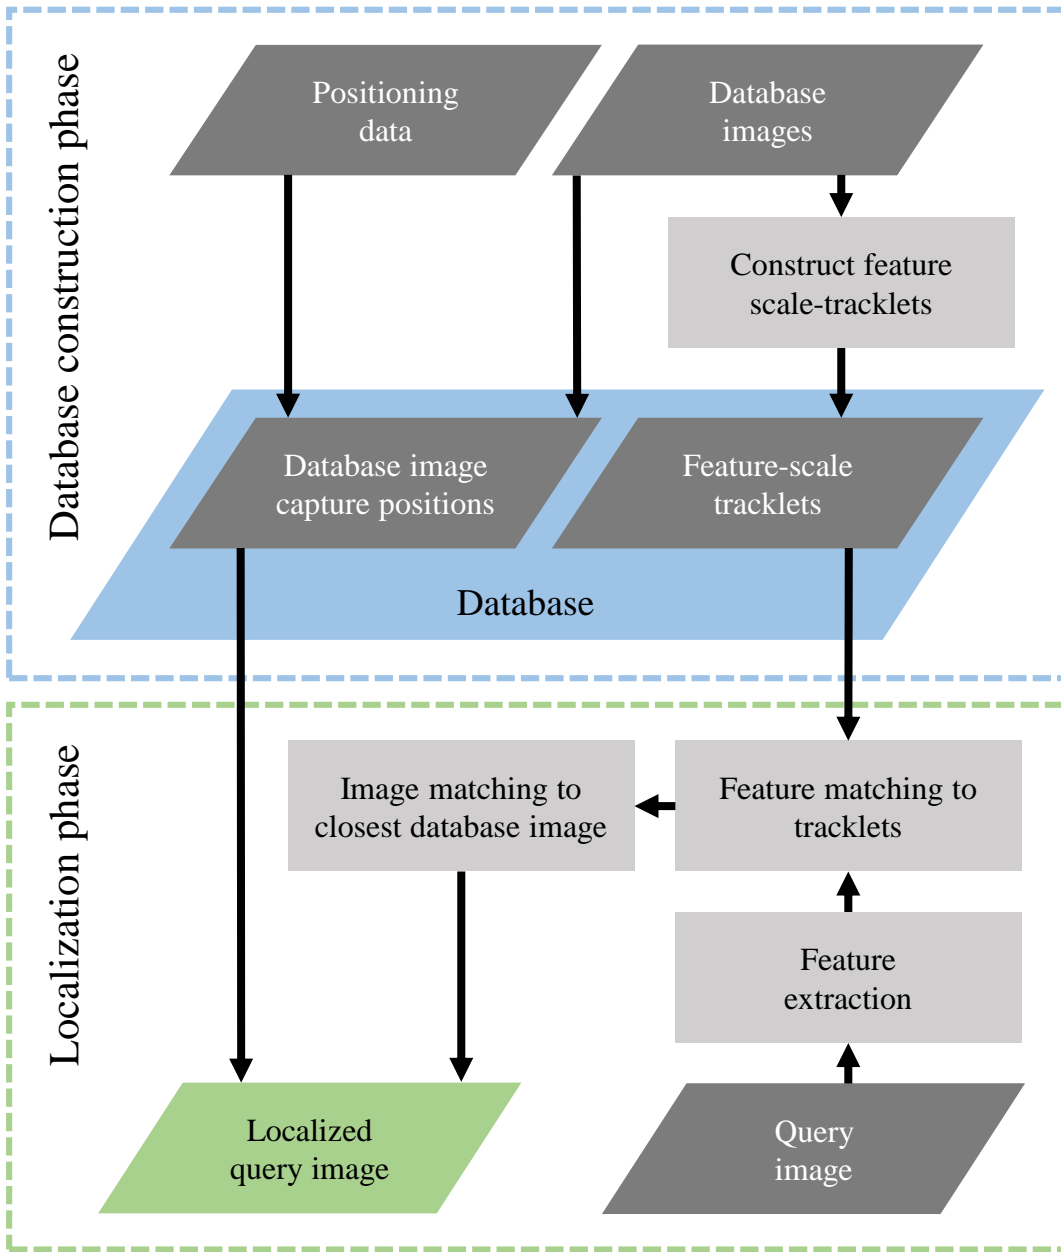 Database construction phase
Positioning
data
Database
images
Construct feature
scale-tracklets
Database image
capture positions
Feature-scale
tracklets
Database
Localization phase
Image matching to
closest database image
Feature matching to
tracklets
Feature
extraction
Localized
query image
Query
image